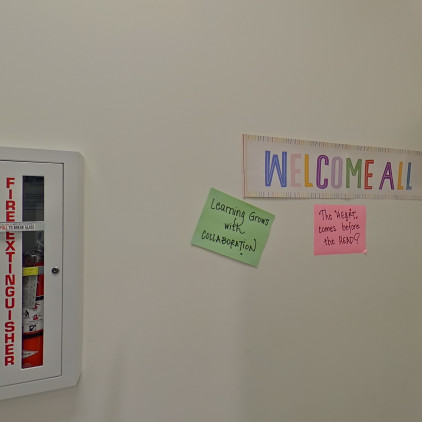 WELCOME ALL
Learning Grows
with
COLLABORATION
The HEART,
comes before
the HEAD?
FIRE EXTINGUISHER
PULL TO BREAK GLASS